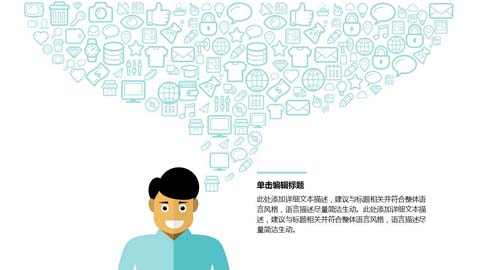 单击编辑标题
此处添加详细文本描述，建议与标题相关并符合整体语
言风格，语言描述尽量简洁生动。此处添加详细文本描
述，建议与标题相关并符合整体语言风格，语言描述尽
量简洁生动。